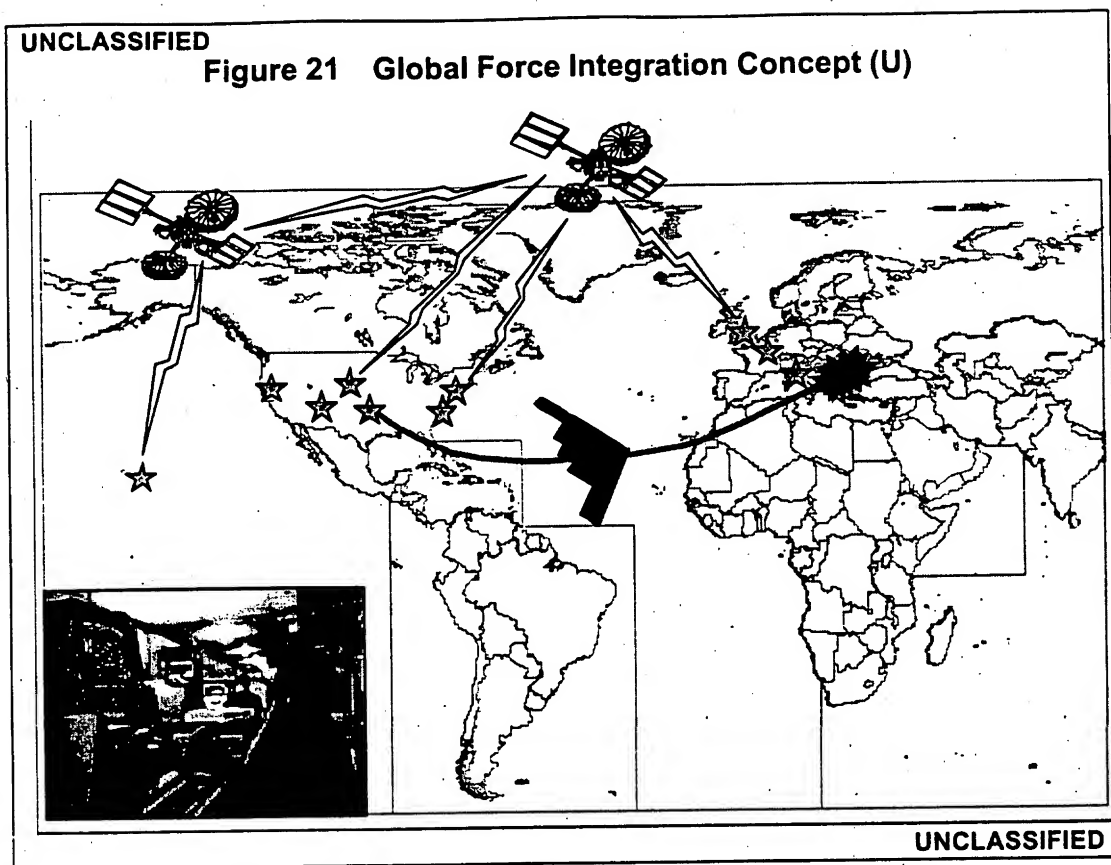 UNCLASSIFIED
Figure 21 Global Force Integration Concept (U)
UNCLASSIFIED